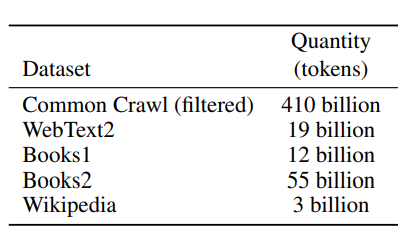 Quantity
Dataset (tokens)
Common Crawl (filtered) 410 billion
WebText2 19 billion
Books1 12 billion
Books2 55 billion
Wikipedia 3 billion